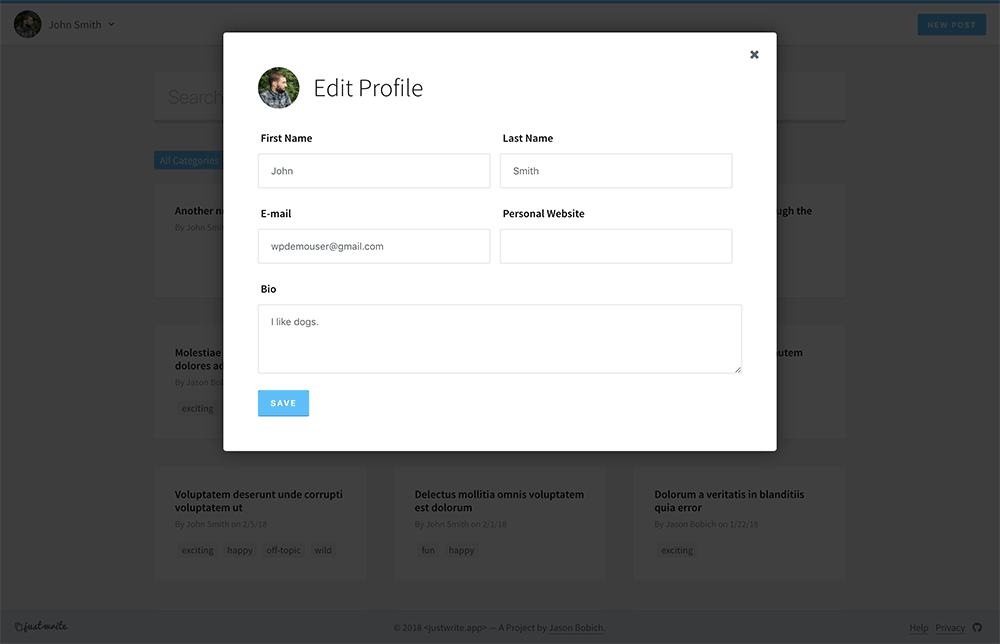 John Smith
NEW POST
Edit Profile
First Name
Last Name
John
Smith
E-mail
Personal Website
wpdemouser@gmail.com
Bio
I like dogs.
SAVE
Search
All Categories
Another
ugh the
By John
Molestiae
dolores
By Jason
exciting
Voluptatem deserunt unde corrupti
voluptatem ut
By John Smith on 2/5/18
exciting happy off-topic wild
Delectus mollitia omnis voluptatem
est dolorum
By John Smith on 2/1/18
fun happy
Dolorum a veritatis in blanditiis
quia error
By Jason Bobich on 1/22/18
exciting
justwrite
© 2018 <justwrite.app> — A Project by Jason Bobich.
Help Privacy